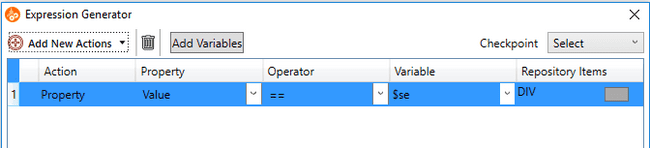 Expression Generator
Add New Actions Add Variables Checkpoint Select
Action Property Operator Variable Repository Items
1 Property Value == $se DIV